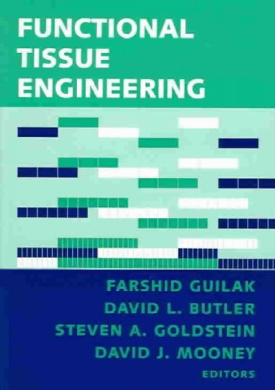 FUNCTIONAL
TISSUE
ENGINEERING
FARSHID GUILAK
DAVID L. BUTLER
STEVEN A. GOLDSTEIN
DAVID J. MOONEY
EDITORS